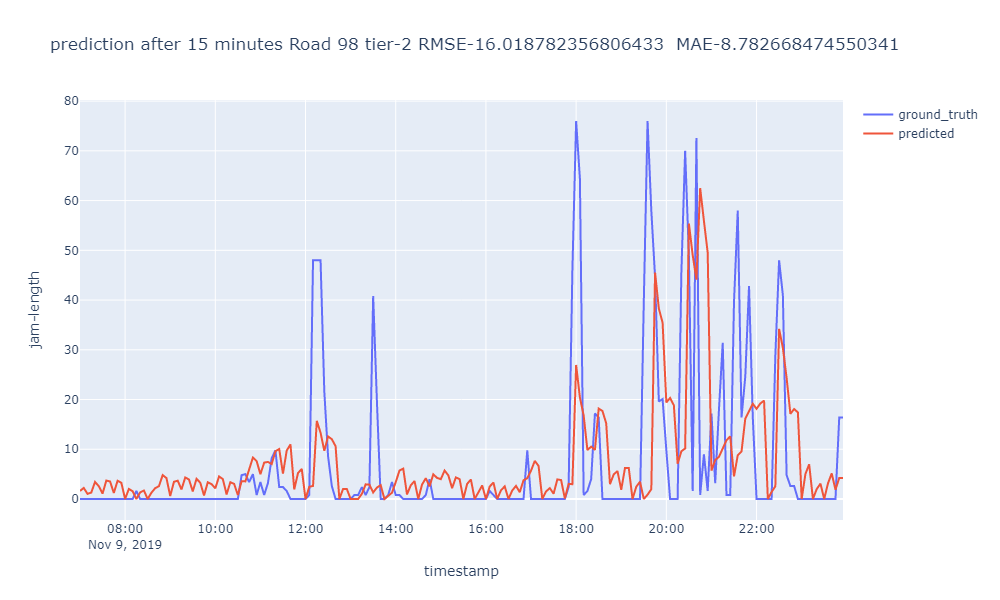 prediction after 15 minutes Road 98 tier-2 RMSE-16.018782356806433  MAE-8.782668474550341
ground_truth
predicted
80
70
60
50
40
30
20
10
0
jam-length
08:00
10:00
12:00
14:00
16:00
18:00
20:00
22:00
Nov 9, 2019
timestamp